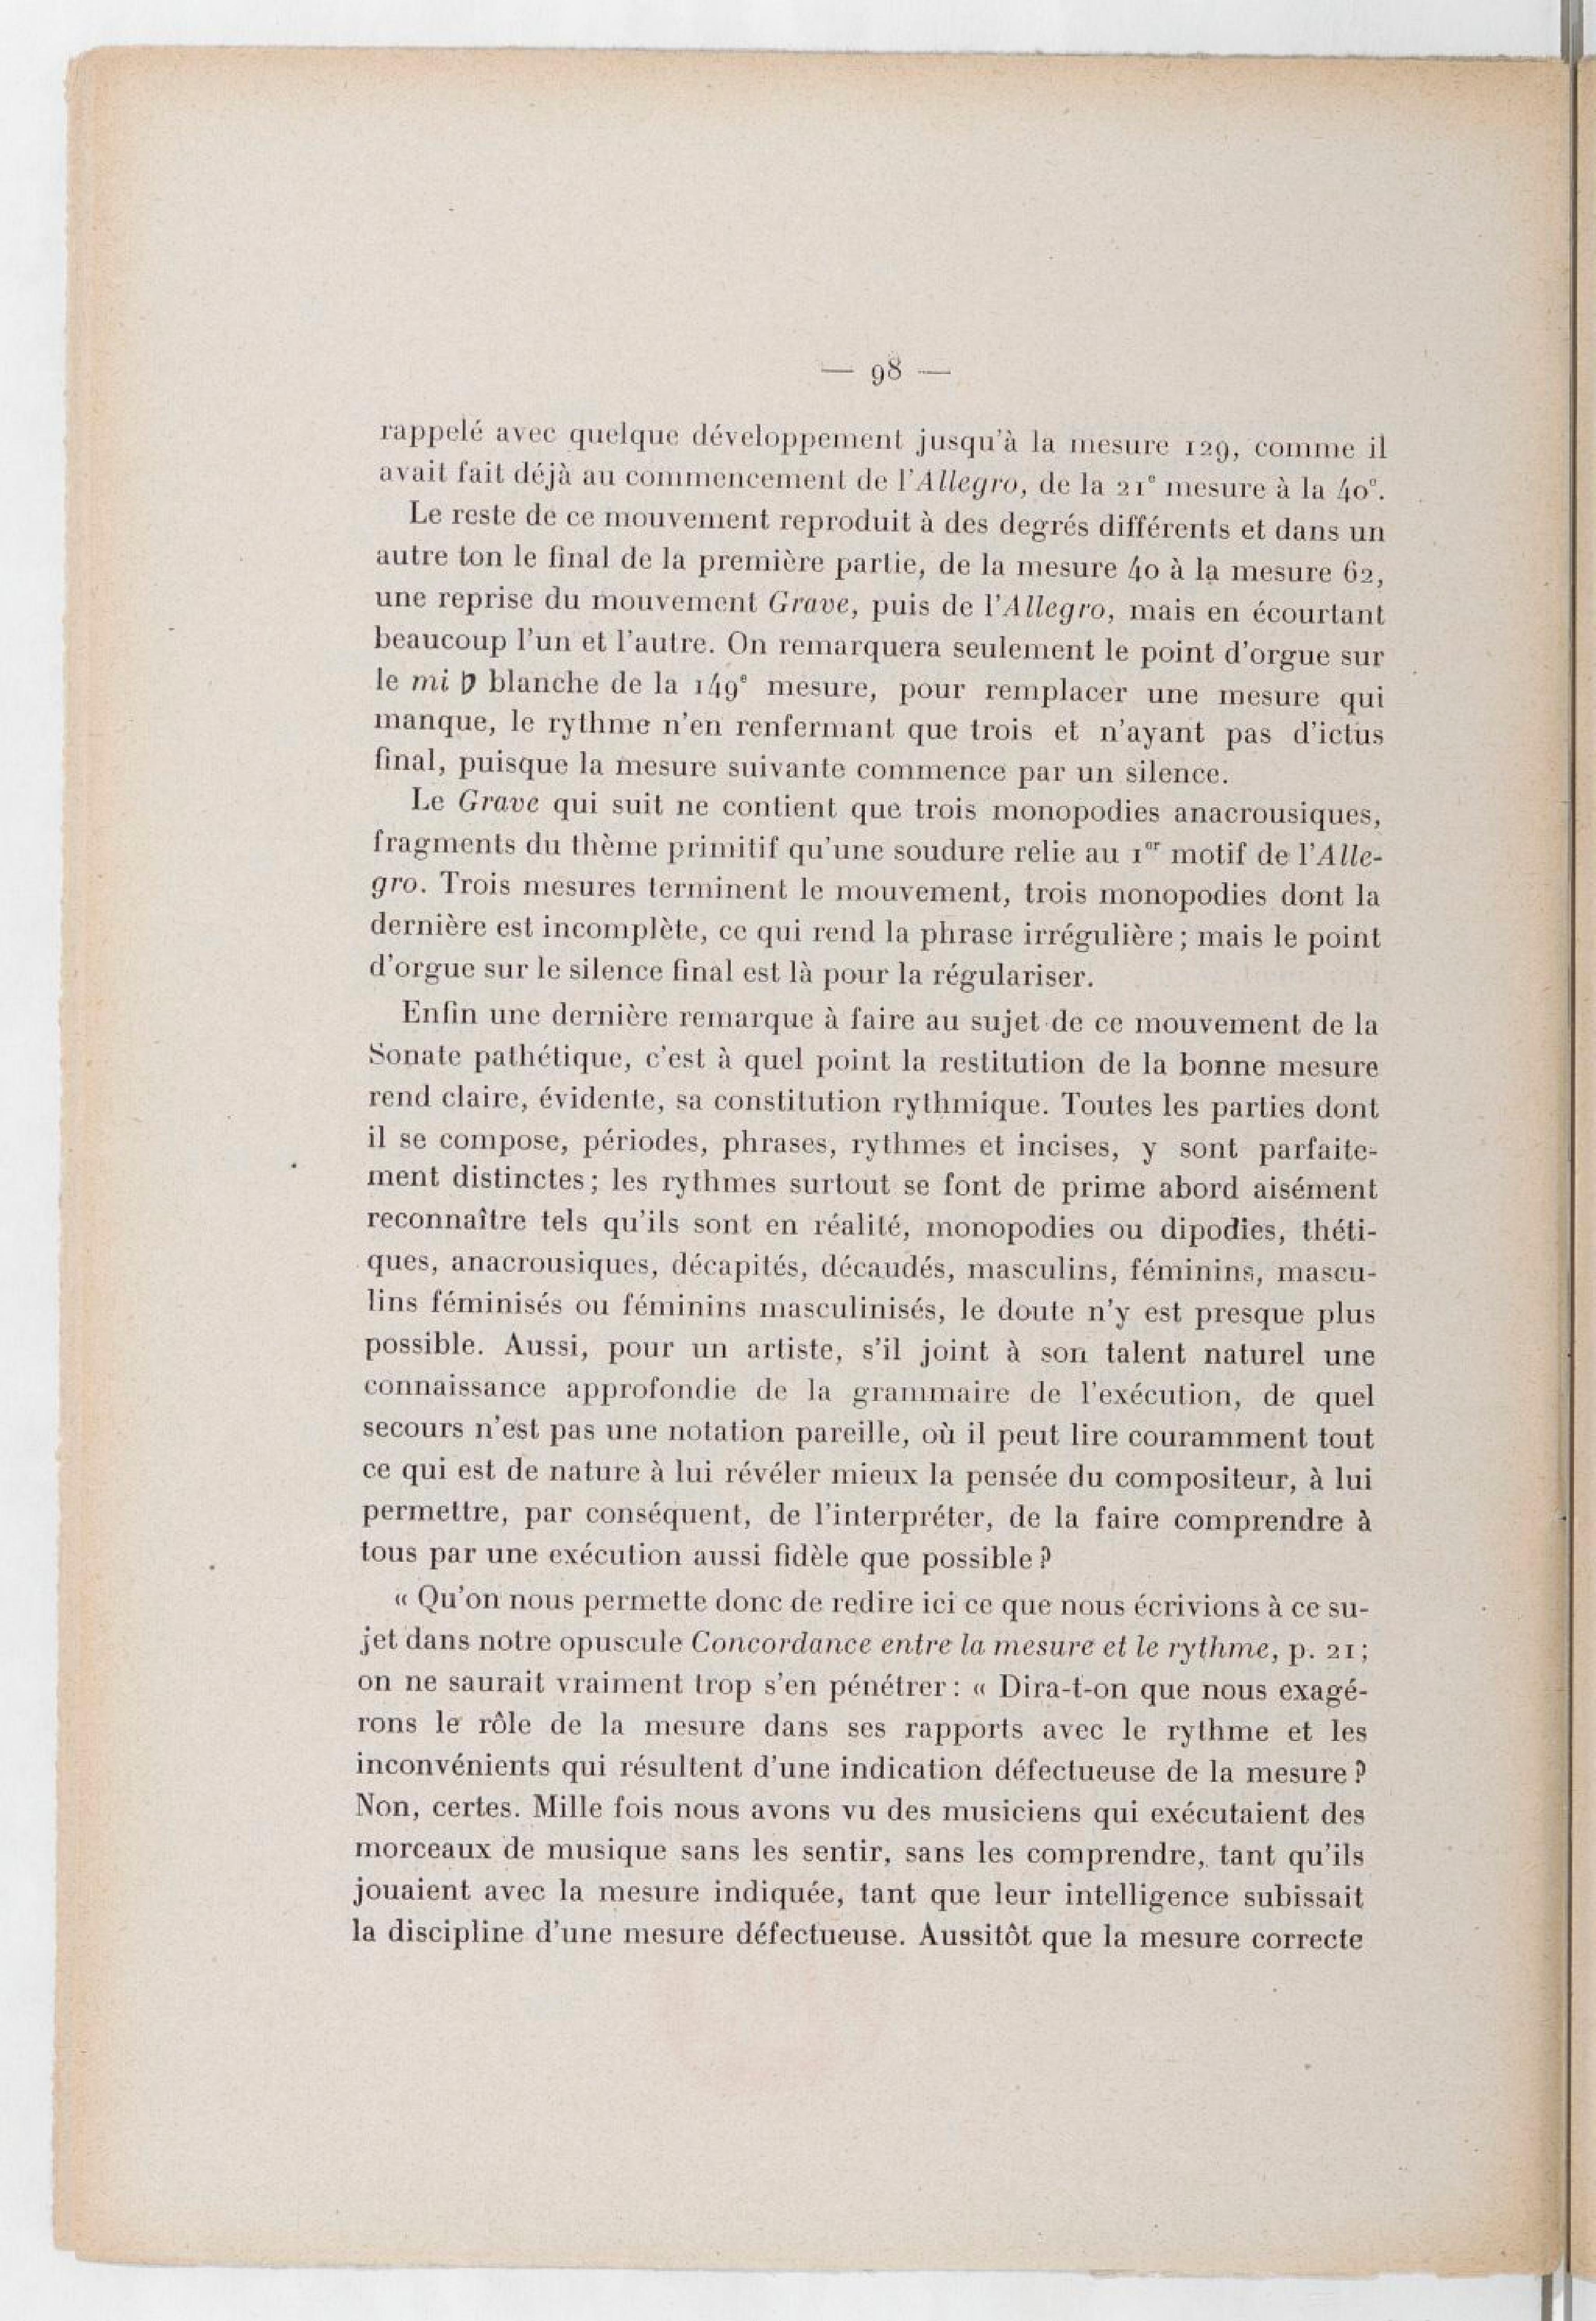 — 98 —
rappelé avec quelque développement jusqu'à la mesure 129, comme il
avait fait déjà au commencement de l'Allegro, de la 21e mesure à la 40e.
Le reste de ce mouvement reproduit à des degrés différents et dans un
autre ton le final de la première partie, de la mesure 40 à la mesure 62,
une reprise du mouvement Grave, puis de l'Allegro, mais en écourtant
beaucoup l'un et l'autre. On remarquera seulement le point d'orgue sur
le mi ♭ blanche de la 149e mesure, pour remplacer une mesure qui
manque, le rythme n'en renfermant que trois et n'ayant pas d'ictus
final, puisque la mesure suivante commence par un silence.
Le Grave qui suit ne contient que trois monopodies anacrousiques,
fragments du thème primitif qu'une soudure relie au 1er motif de l'Alle-
gro. Trois mesures terminent le mouvement, trois monopodies dont la
dernière est incomplète, ce qui rend la phrase irrégulière ; mais le point
d'orgue sur le silence final est là pour la régulariser.
Enfin une dernière remarque à faire au sujet de ce mouvement de la
Sonate pathétique, c'est à quel point la restitution de la bonne mesure
rend claire, évidente, sa constitution rythmique. Toutes les parties dont
il se compose, périodes, phrases, rythmes et incises, y sont parfaite-
ment distinctes ; les rythmes surtout se font de prime abord aisément
reconnaître tels qu'ils sont en réalité, monopodies ou dipodies, théti-
ques, anacrousiques, décapités, décaudés, masculins, féminins, mascu-
lins féminisés ou féminins masculinisés, le doute n'y est presque plus
possible. Aussi, pour un artiste, s'il joint à son talent naturel une
connaissance approfondie de la grammaire de l'exécution, de quel
secours n'est pas une notation pareille, où il peut lire couramment tout
ce qui est de nature à lui révéler mieux la pensée du compositeur, à lui
permettre, par conséquent, de l'interpréter, de la faire comprendre à
tous par une exécution aussi fidèle que possible ?
« Qu'on nous permette donc de redire ici ce que nous écrivions à ce su-
jet dans notre opuscule Concordance entre la mesure et le rythme, p. 21 ;
on ne saurait vraiment trop s'en pénétrer : « Dira-t-on que nous exagé-
rons le rôle de la mesure dans ses rapports avec le rythme et les
inconvénients qui résultent d'une indication défectueuse de la mesure ?
Non, certes. Mille fois nous avons vu des musiciens qui exécutaient des
morceaux de musique sans les sentir, sans les comprendre, tant qu'ils
jouaient avec la mesure indiquée, tant que leur intelligence subissait
la discipline d'une mesure défectueuse. Aussitôt que la mesure correcte